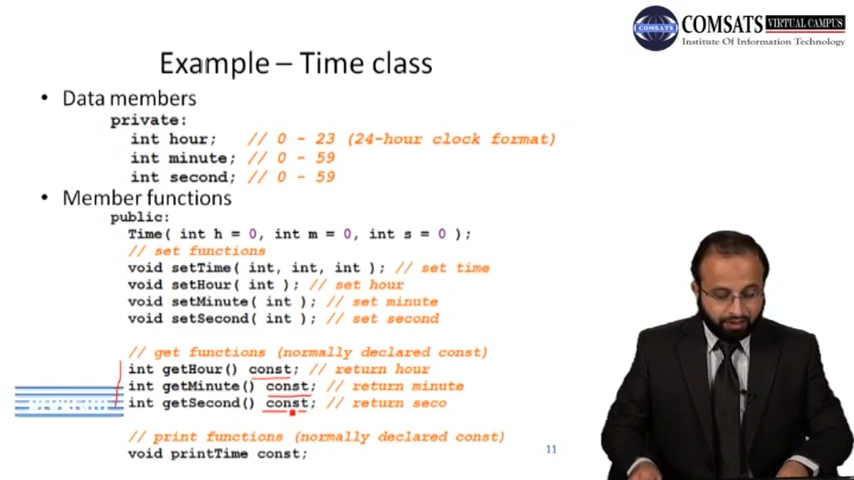 COMSATS VIRTUAL CAMPUS
COMSATS
Institute Of Information Technology
Example – Time class
• Data members
private:
int hour; // 0 - 23 (24-hour clock format)
int minute; // 0 - 59
int second; // 0 - 59
• Member functions
public:
Time( int h = 0, int m = 0, int s = 0 );
// set functions
void setTime( int, int, int ); // set time
void setHour( int ); // set hour
void setMinute( int ); // set minute
void setSecond( int ); // set second
// get functions (normally declared const)
int getHour() const; // return hour
int getMinute() const; // return minute
int getSecond() const; // return seco
// print functions (normally declared const)
void printTime const;
11